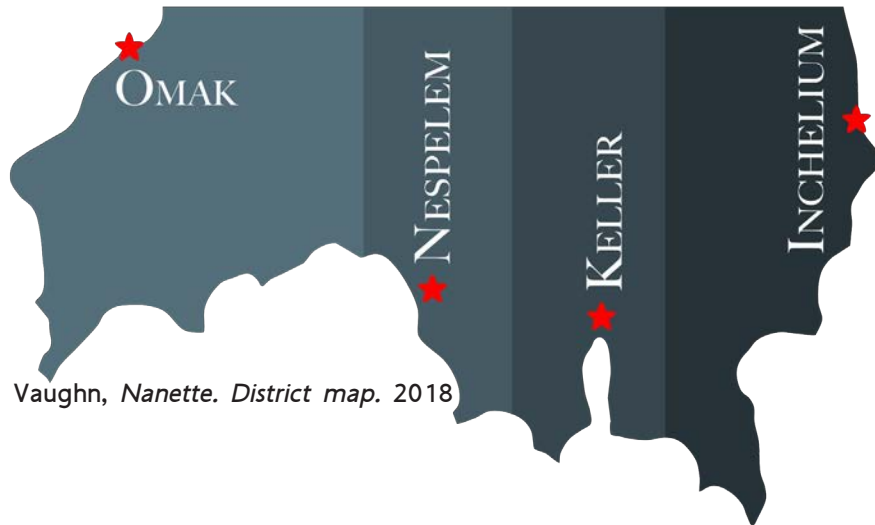 OMAK
NESPELEM
KELLER
INCHELIUM
Vaughn, Nanette. District map. 2018